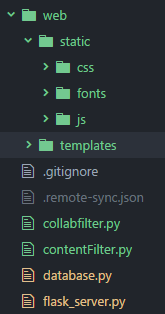 web
static
css
fonts
js
templates
.gitignore
.remote-sync.json
collabfilter.py
contentFilter.py
database.py
flask_server.py